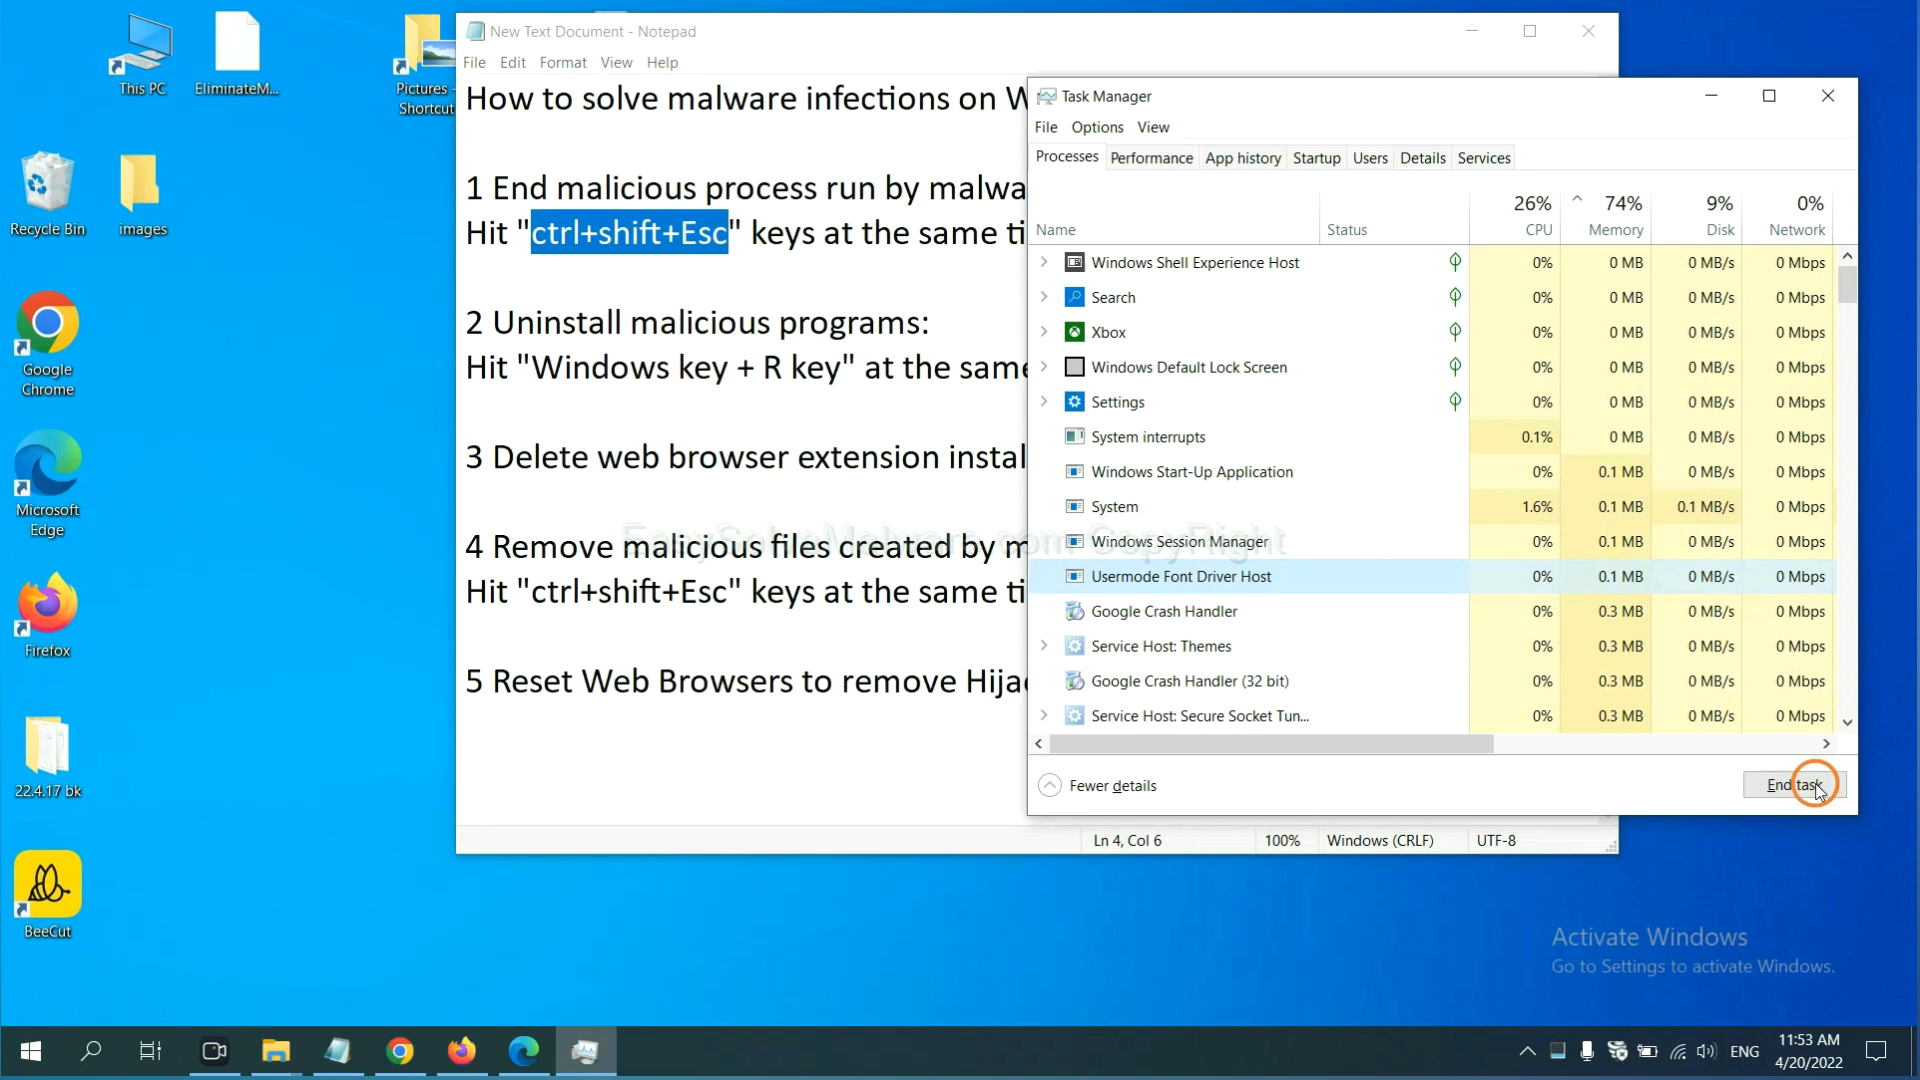 This PC
EliminateM...
Pictures -
Shortcut
Recycle Bin
images
Google
Chrome
Microsoft
Edge
Firefox
22.4.17 bk
BeeCut
New Text Document - Notepad
File Edit Format View Help
How to solve malware infections on W
1 End malicious process run by malwa
Hit "ctrl+shift+Esc" keys at the same ti
2 Uninstall malicious programs:
Hit "Windows key + R key" at the same
3 Delete web browser extension instal
4 Remove malicious files created by m
Hit "ctrl+shift+Esc" keys at the same ti
5 Reset Web Browsers to remove Hijac
EasySolveMalware.com CopyRight
Ln 4, Col 6 100% Windows (CRLF) UTF-8
Task Manager
File Options View
Processes Performance App history Startup Users Details Services
26% 74% 9% 0%
Name Status CPU Memory Disk Network
Windows Shell Experience Host 0% 0 MB 0 MB/s 0 Mbps
Search 0% 0 MB 0 MB/s 0 Mbps
Xbox 0% 0 MB 0 MB/s 0 Mbps
Windows Default Lock Screen 0% 0 MB 0 MB/s 0 Mbps
Settings 0% 0 MB 0 MB/s 0 Mbps
System interrupts 0.1% 0 MB 0 MB/s 0 Mbps
Windows Start-Up Application 0% 0.1 MB 0 MB/s 0 Mbps
System 1.6% 0.1 MB 0.1 MB/s 0 Mbps
Windows Session Manager 0% 0.1 MB 0 MB/s 0 Mbps
Usermode Font Driver Host 0% 0.1 MB 0 MB/s 0 Mbps
Google Crash Handler 0% 0.3 MB 0 MB/s 0 Mbps
Service Host: Themes 0% 0.3 MB 0 MB/s 0 Mbps
Google Crash Handler (32 bit) 0% 0.3 MB 0 MB/s 0 Mbps
Service Host: Secure Socket Tun... 0% 0.3 MB 0 MB/s 0 Mbps
Fewer details End task
Activate Windows
Go to Settings to activate Windows.
ENG
11:53 AM
4/20/2022